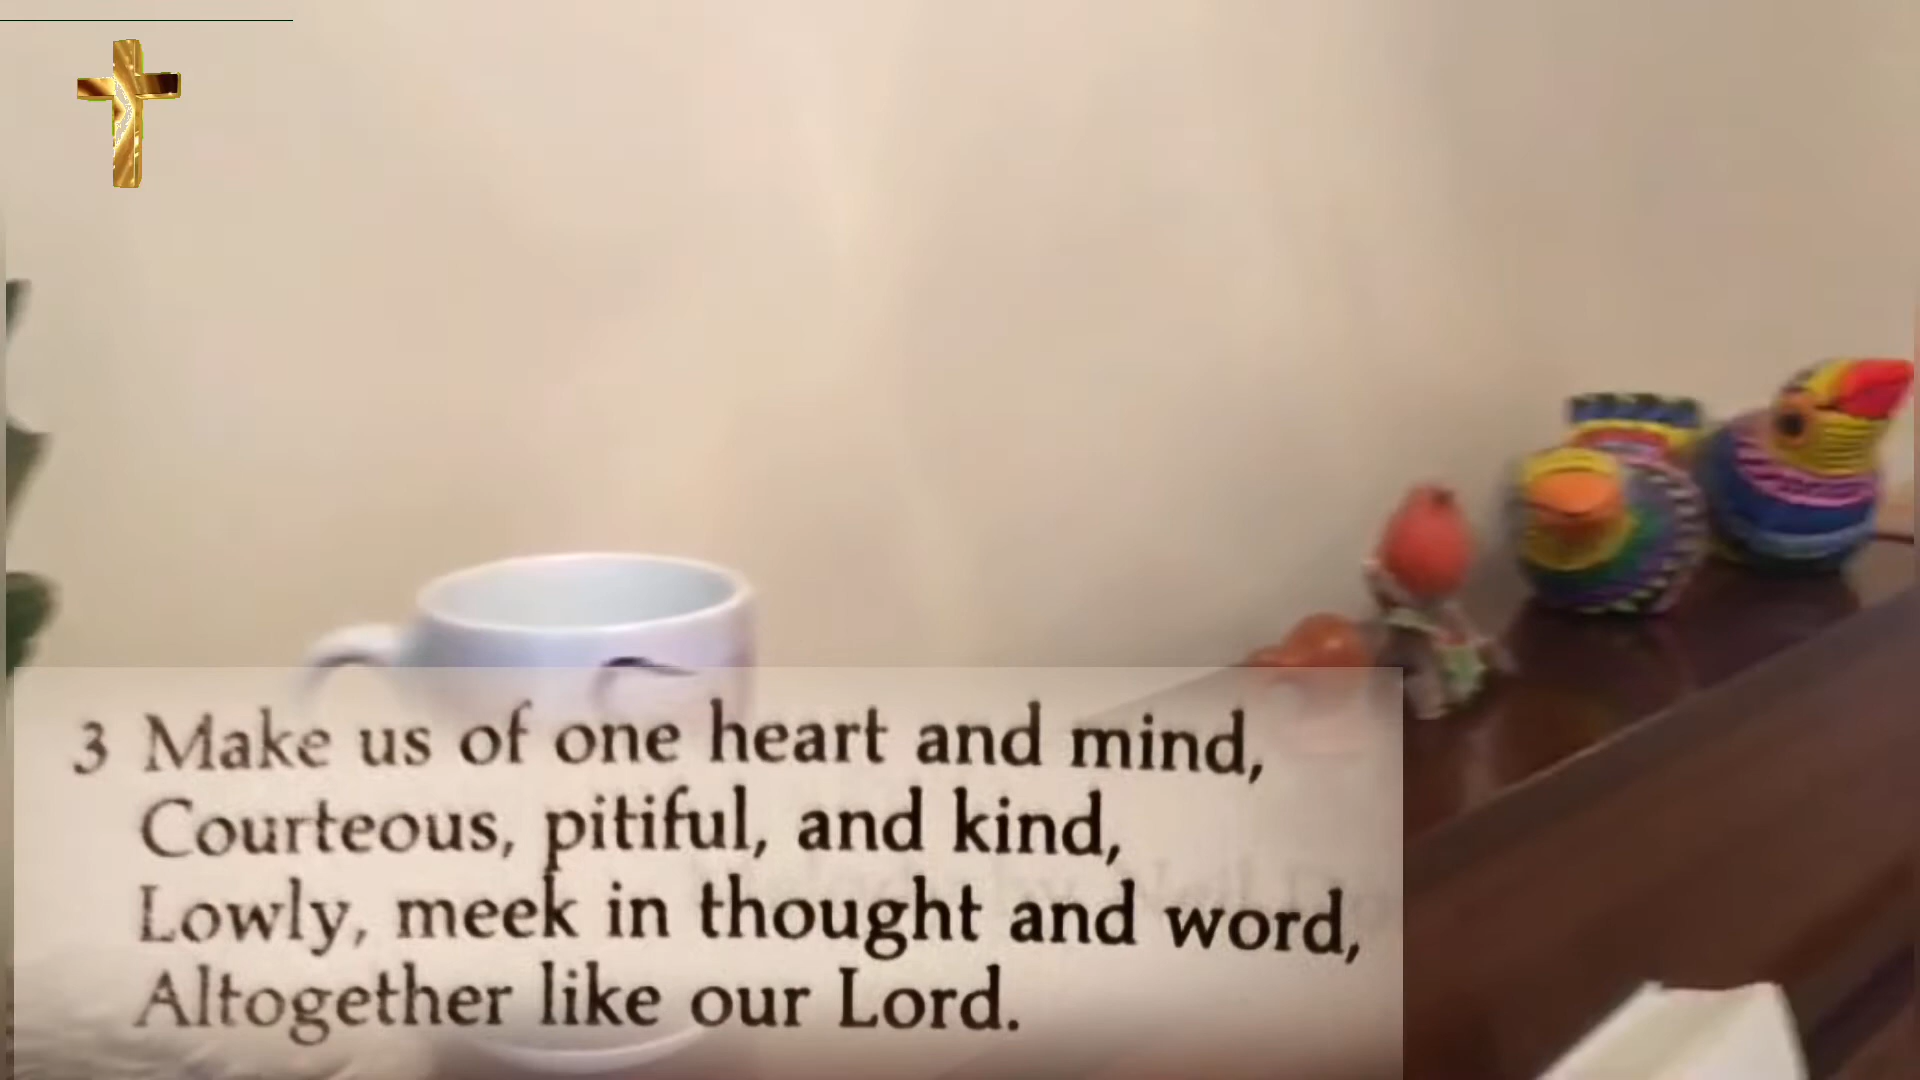 3 Make us of one heart and mind,
Courteous, pitiful, and kind,
Lowly, meek in thought and word,
Altogether like our Lord.